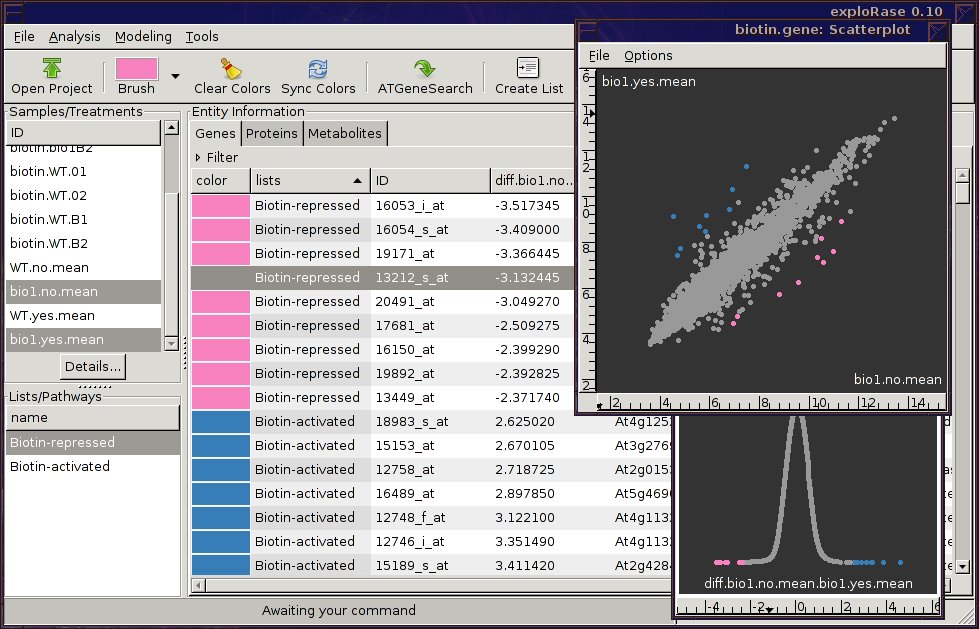 exploRase 0.10
File Analysis Modeling Tools
Open Project Brush Clear Colors Sync Colors ATGeneSearch Create List
Samples/Treatments
ID
biotin.bio1B2
biotin.WT.01
biotin.WT.02
biotin.WT.B1
biotin.WT.B2
WT.no.mean
bio1.no.mean
WT.yes.mean
bio1.yes.mean
Details...
Lists/Pathways
name
Biotin-repressed
Biotin-activated
Entity Information
Genes Proteins Metabolites
Filter
color lists ID diff.bio1.no...
Biotin-repressed 16053_i_at -3.517345
Biotin-repressed 16054_s_at -3.409000
Biotin-repressed 19171_at -3.366445
Biotin-repressed 13212_s_at -3.132445
Biotin-repressed 20491_at -3.049270
Biotin-repressed 17681_at -2.509275
Biotin-repressed 16150_at -2.399290
Biotin-repressed 19892_at -2.392825
Biotin-repressed 13449_at -2.371740
Biotin-activated 18983_s_at 2.625020 At4g125
Biotin-activated 15153_at 2.670105 At3g276
Biotin-activated 12758_at 2.718725 At2g015
Biotin-activated 16489_at 2.897850 At5g469
Biotin-activated 12748_f_at 3.122100 At4g113
Biotin-activated 12746_i_at 3.351490 At4g113
Biotin-activated 15189_s_at 3.411420 At2g428
Awaiting your command
biotin.gene: Scatterplot
File Options
bio1.yes.mean
bio1.no.mean
2 4 6 8 10 12 14
diff.bio1.no.mean.bio1.yes.mean
-4 -2 0 2 4 6